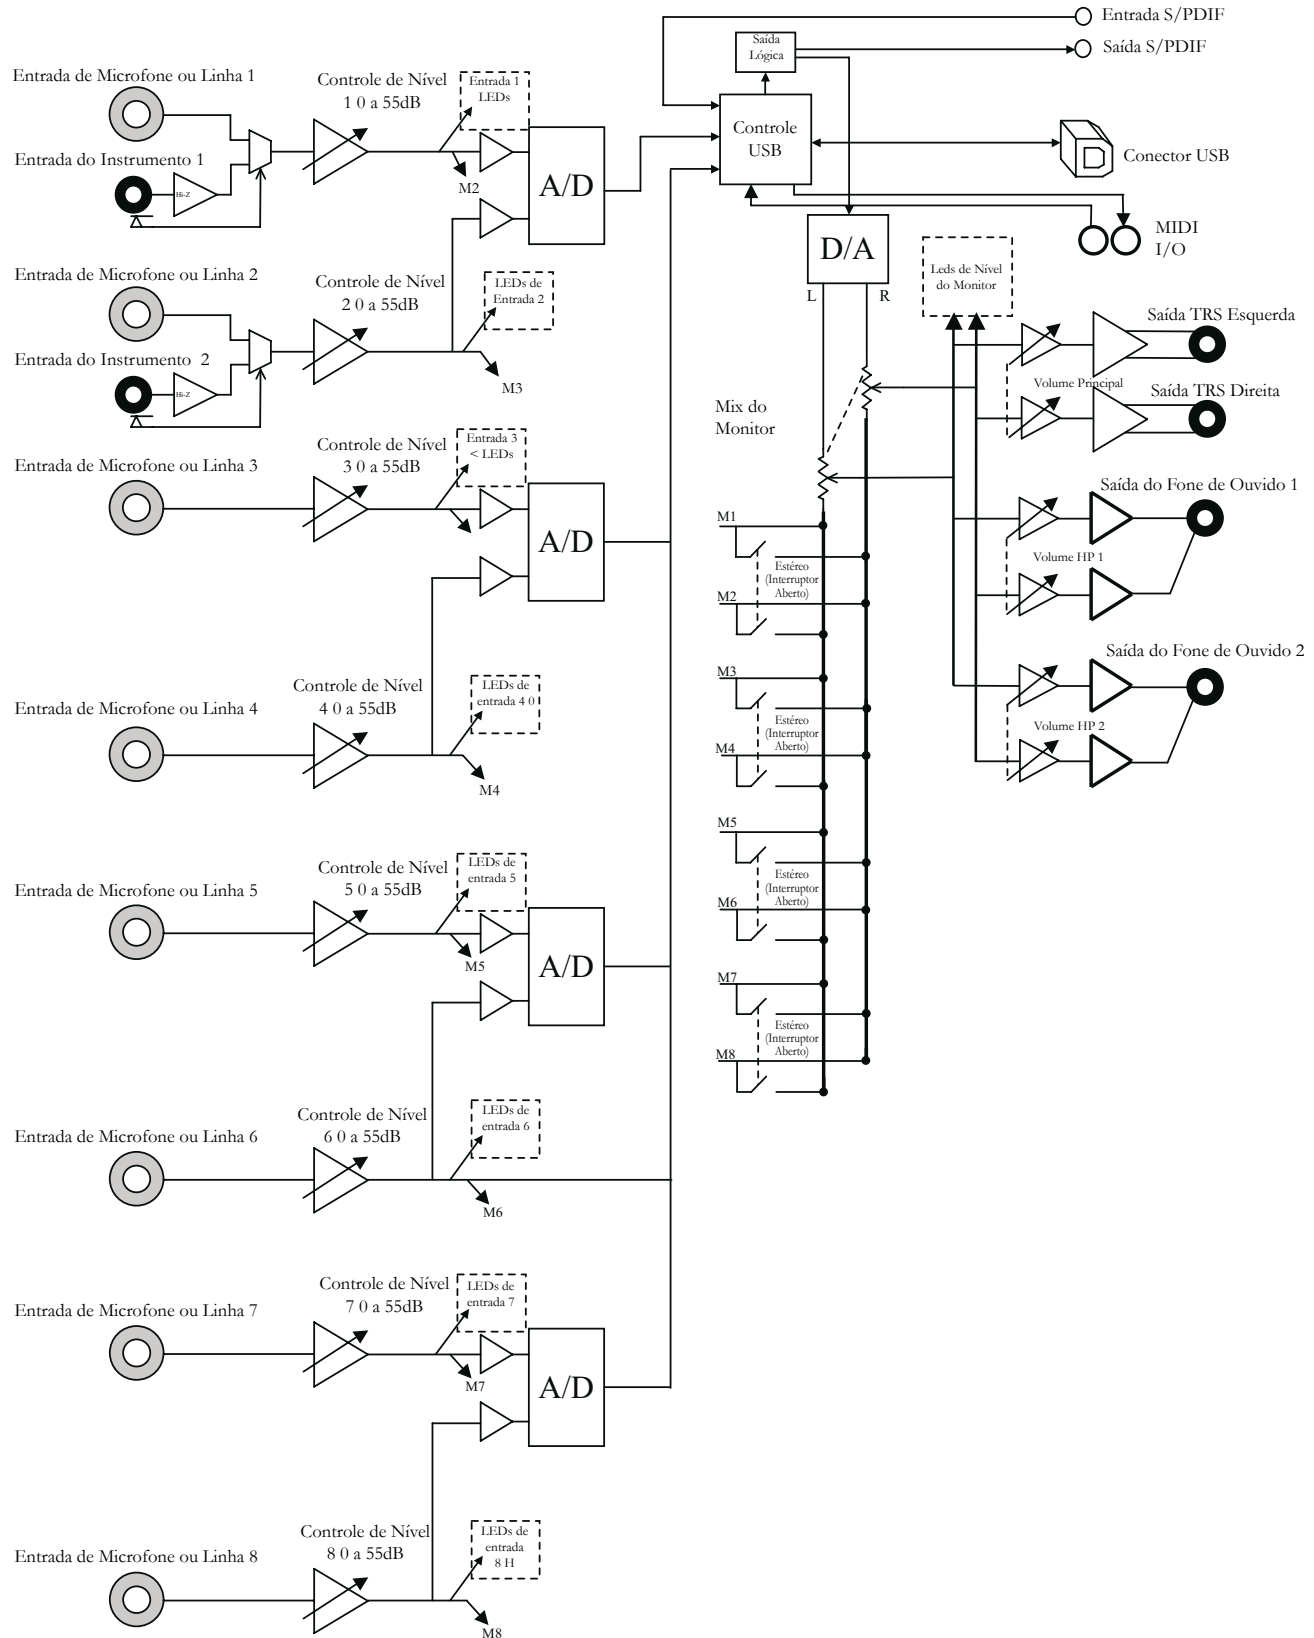 Entrada S/PDIF
Saída S/PDIF
Saída
Lógica
Controle
USB
Conector USB
MIDI
I/O
D/A
L
R
Leds de Nível
do Monitor
Saída TRS Esquerda
Volume Principal
Saída TRS Direita
Mix do
Monitor
Saída do Fone de Ouvido 1
Volume HP 1
Saída do Fone de Ouvido 2
Volume HP 2
M1
Estéreo
(Interruptor
Aberto)
M2
M3
Estéreo
(Interruptor
Aberto)
M4
M5
Estéreo
(Interruptor
Aberto)
M6
M7
Estéreo
(Interruptor
Aberto)
M8
Entrada de Microfone ou Linha 1
Controle de Nível
1 0 a 55dB
Entrada 1
LEDs
Entrada do Instrumento 1
Hi-Z
M2
A/D
Entrada de Microfone ou Linha 2
Controle de Nível
2 0 a 55dB
LEDs de
Entrada 2
Entrada do Instrumento 2
Hi-Z
M3
Entrada de Microfone ou Linha 3
Controle de Nível
3 0 a 55dB
Entrada 3
< LEDs
A/D
Entrada de Microfone ou Linha 4
Controle de Nível
4 0 a 55dB
LEDs de
entrada 4 0
M4
Entrada de Microfone ou Linha 5
Controle de Nível
5 0 a 55dB
LEDs de
entrada 5
M5
A/D
Entrada de Microfone ou Linha 6
Controle de Nível
6 0 a 55dB
LEDs de
entrada 6
M6
Entrada de Microfone ou Linha 7
Controle de Nível
7 0 a 55dB
LEDs de
entrada 7
M7
A/D
Entrada de Microfone ou Linha 8
Controle de Nível
8 0 a 55dB
LEDs de
entrada
8 H
M8